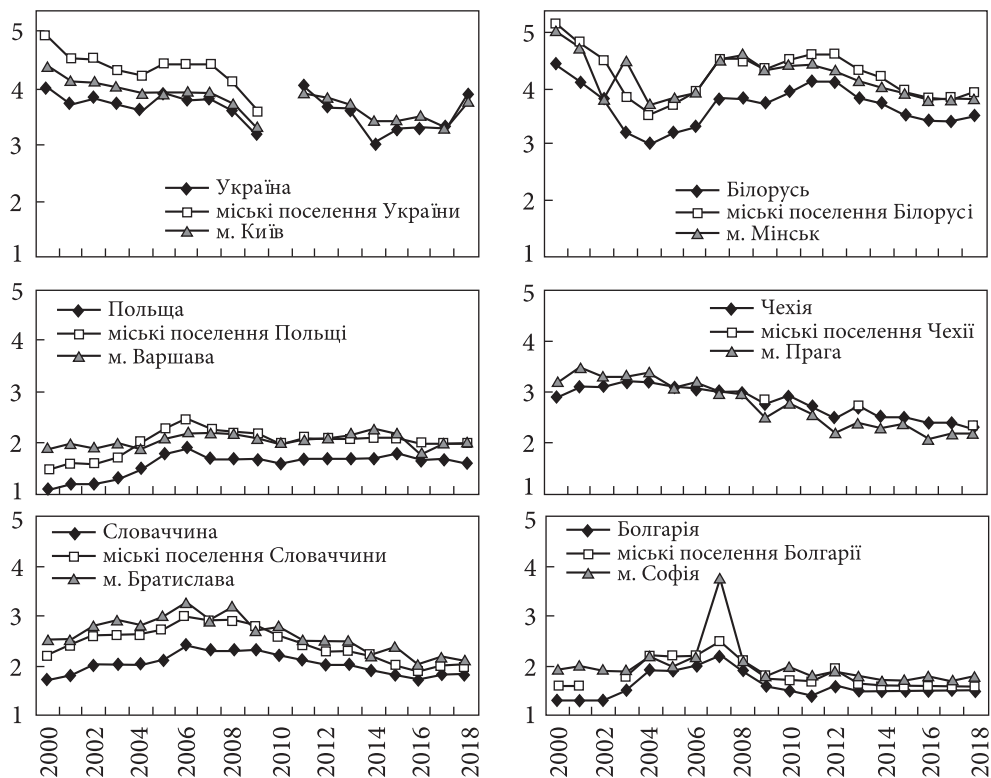 5
4
3
2
1
Україна
міські поселення України
м. Київ
5
4
3
2
1
Білорусь
міські поселення Білорусі
м. Мінськ
5
4
3
2
1
Польща
міські поселення Польщі
м. Варшава
5
4
3
2
1
Чехія
міські поселення Чехії
м. Прага
5
4
3
2
1
Словаччина
міські поселення Словаччини
м. Братислава
2000 2002 2004 2006 2008 2010 2012 2014 2016 2018
5
4
3
2
1
Болгарія
міські поселення Болгарії
м. Софія
2000 2002 2004 2006 2008 2010 2012 2014 2016 2018